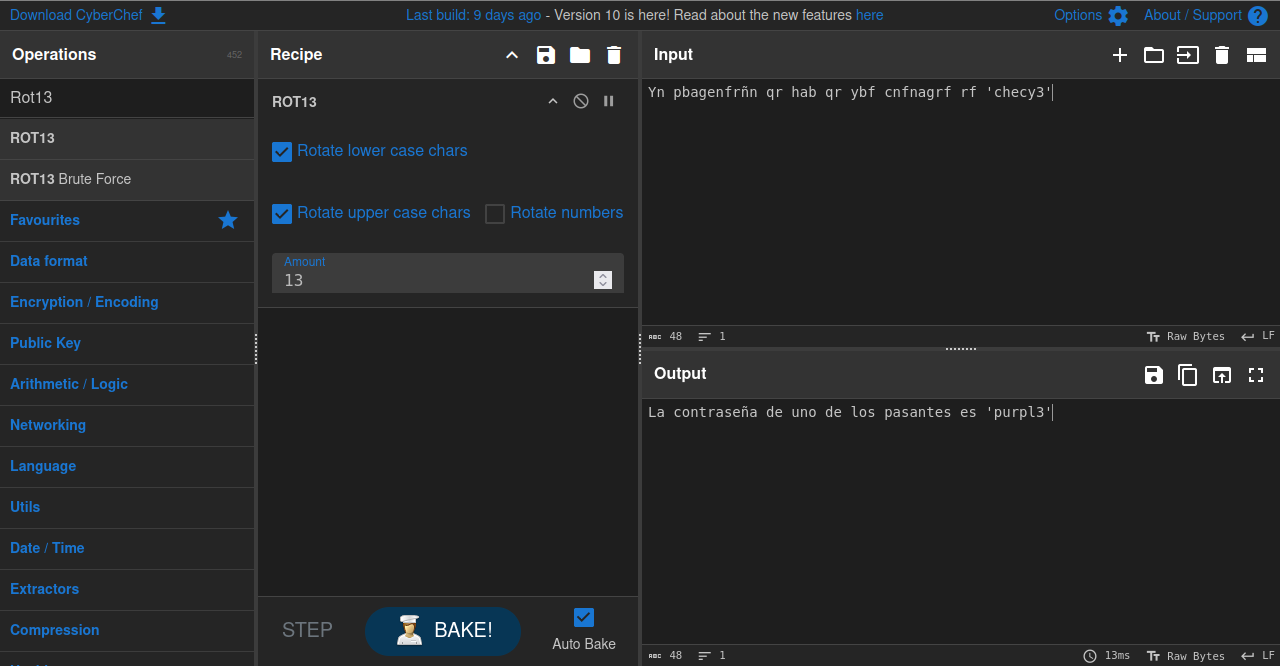 Download CyberChef
Last build: 9 days ago - Version 10 is here! Read about the new features here
Options
About / Support
Operations
452
Rot13
ROT13
ROT13 Brute Force
Favourites
Data format
Encryption / Encoding
Public Key
Arithmetic / Logic
Networking
Language
Utils
Date / Time
Extractors
Compression
Recipe
ROT13
Rotate lower case chars
Rotate upper case chars
Rotate numbers
Amount
13
STEP
BAKE!
Auto Bake
Input
Yn pbagenfrñn qr hab qr ybf cnfnagrf rf 'checy3'
ABC 48 1
Raw Bytes LF
Output
La contraseña de uno de los pasantes es 'purpl3'
ABC 48 1
13ms Raw Bytes LF